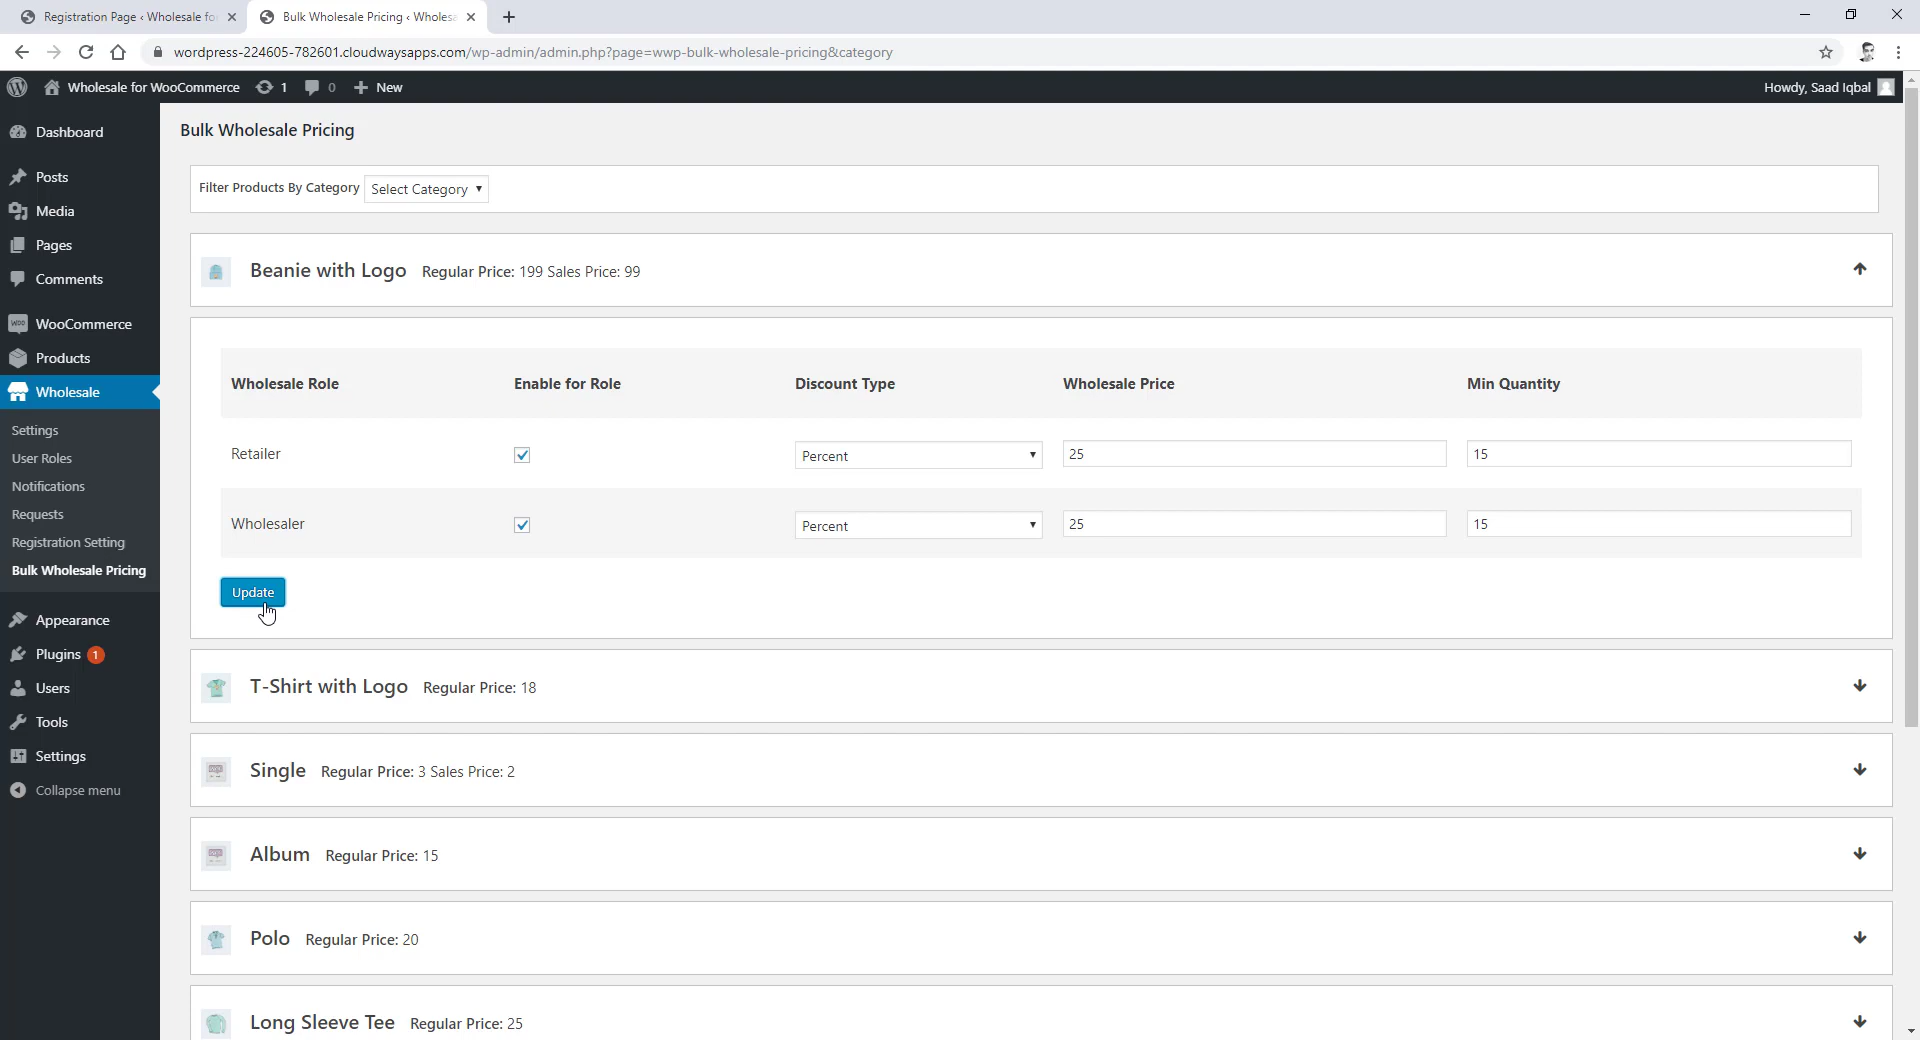 Registration Page ‹ Wholesale fo
Bulk Wholesale Pricing ‹ Wholesa
wordpress-224605-782601.cloudwaysapps.com/wp-admin/admin.php?page=wwp-bulk-wholesale-pricing&category
Wholesale for WooCommerce 1 0 New
Howdy, Saad Iqbal
Dashboard
Posts
Media
Pages
Comments
WooCommerce
Products
Wholesale
Settings
User Roles
Notifications
Requests
Registration Setting
Bulk Wholesale Pricing
Appearance
Plugins 1
Users
Tools
Settings
Collapse menu
Bulk Wholesale Pricing
Filter Products By Category Select Category
Beanie with Logo Regular Price: 199 Sales Price: 99
Wholesale Role Enable for Role Discount Type Wholesale Price Min Quantity
Retailer Percent 25 15
Wholesaler Percent 25 15
Update
T-Shirt with Logo Regular Price: 18
Single Regular Price: 3 Sales Price: 2
Album Regular Price: 15
Polo Regular Price: 20
Long Sleeve Tee Regular Price: 25